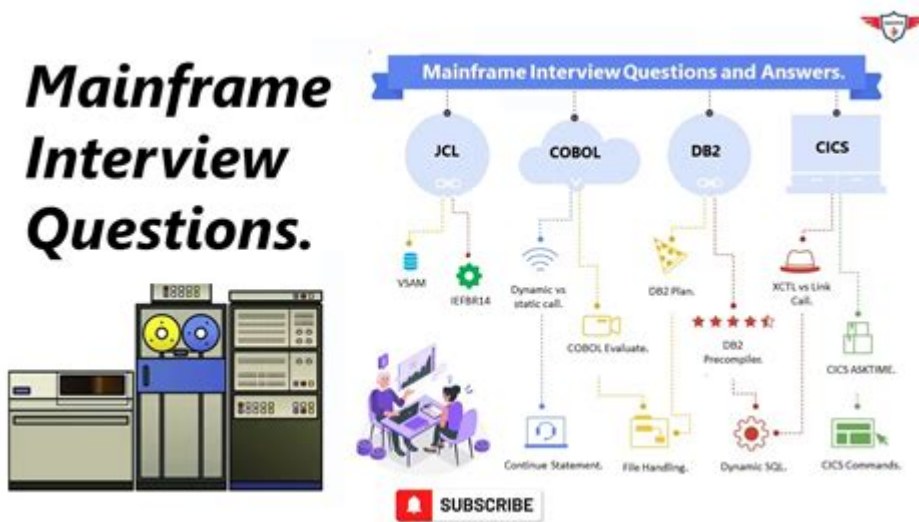 Mainframe
Interview
Questions.
Mainframe Interview Questions and Answers.
JCL
COBOL
DB2
CICS
VSAM
IEFBR14
Dynamic vs
static call.
DB2 Plan.
XCTL vs Link
Call.
COBOL Evaluate.
DB2
Precompiler.
CICS ASKTIME.
Continue Statement.
File Handling.
Dynamic SQL.
CICS Commands.
SUBSCRIBE